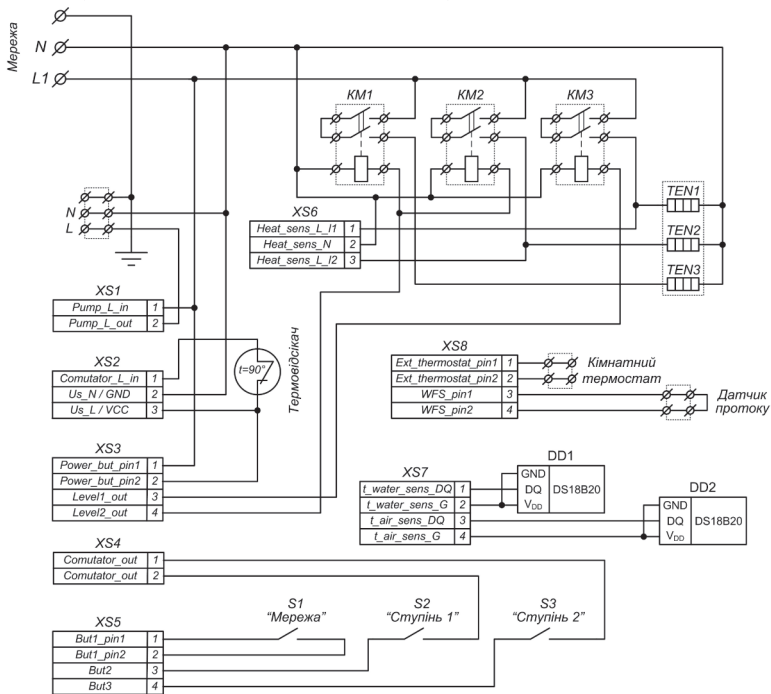 Мережа
N
L1
KM1
KM2
KM3
N
L
XS6
Heat_sens_L_l1 1
Heat_sens_N 2
Heat_sens_L_l2 3
TEN1
TEN2
TEN3
XS1
Pump_L_in 1
Pump_L_out 2
XS2
Comutator_L_in 1
Us_N / GND 2
Us_L / VCC 3
t=90°
Термовідсікач
XS8
Ext_thermostat_pin1 1
Ext_thermostat_pin2 2
WFS_pin1 3
WFS_pin2 4
Кімнатний
термостат
Датчик
протоку
XS3
Power_but_pin1 1
Power_but_pin2 2
Level1_out 3
Level2_out 4
XS7
t_water_sens_DQ 1
t_water_sens_G 2
t_air_sens_DQ 3
t_air_sens_G 4
DD1
GND
DQ DS18B20
VDD
DD2
GND
DQ DS18B20
VDD
XS4
Comutator_out 1
Comutator_out 2
XS5
But1_pin1 1
But1_pin2 2
But2 3
But3 4
S1
“Мережа”
S2
“Ступінь 1”
S3
“Ступінь 2”